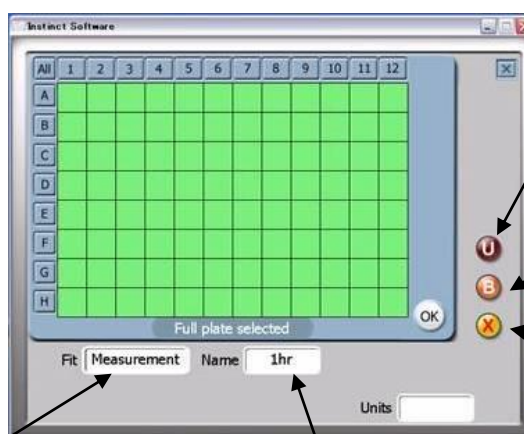 Instinct Software
All 1 2 3 4 5 6 7 8 9 10 11 12
A
B
C
D
E
F
G
H
U
B
X
OK
Full plate selected
Fit Measurement Name 1hr
Units